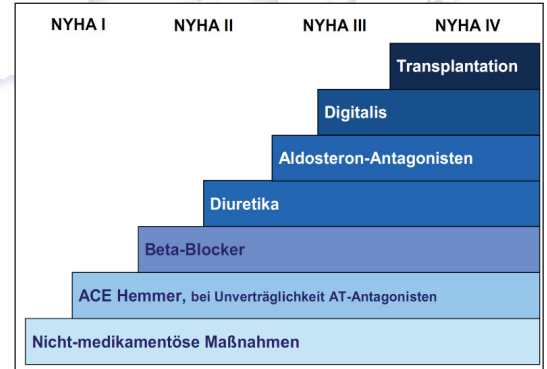 NYHA I NYHA II NYHA III NYHA IV
Transplantation
Digitalis
Aldosteron-Antagonisten
Diuretika
Beta-Blocker
ACE Hemmer, bei Unverträglichkeit AT-Antagonisten
Nicht-medikamentöse Maßnahmen